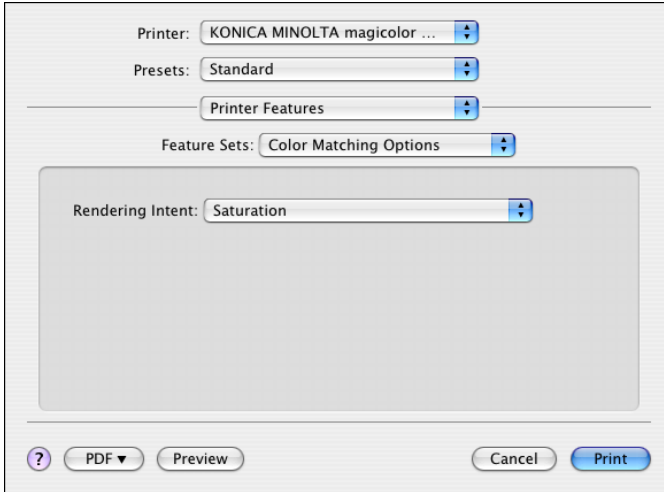 Printer: KONICA MINOLTA magicolor ...
Presets: Standard
Printer Features
Feature Sets: Color Matching Options
Rendering Intent: Saturation
? PDF ▼ Preview Cancel Print